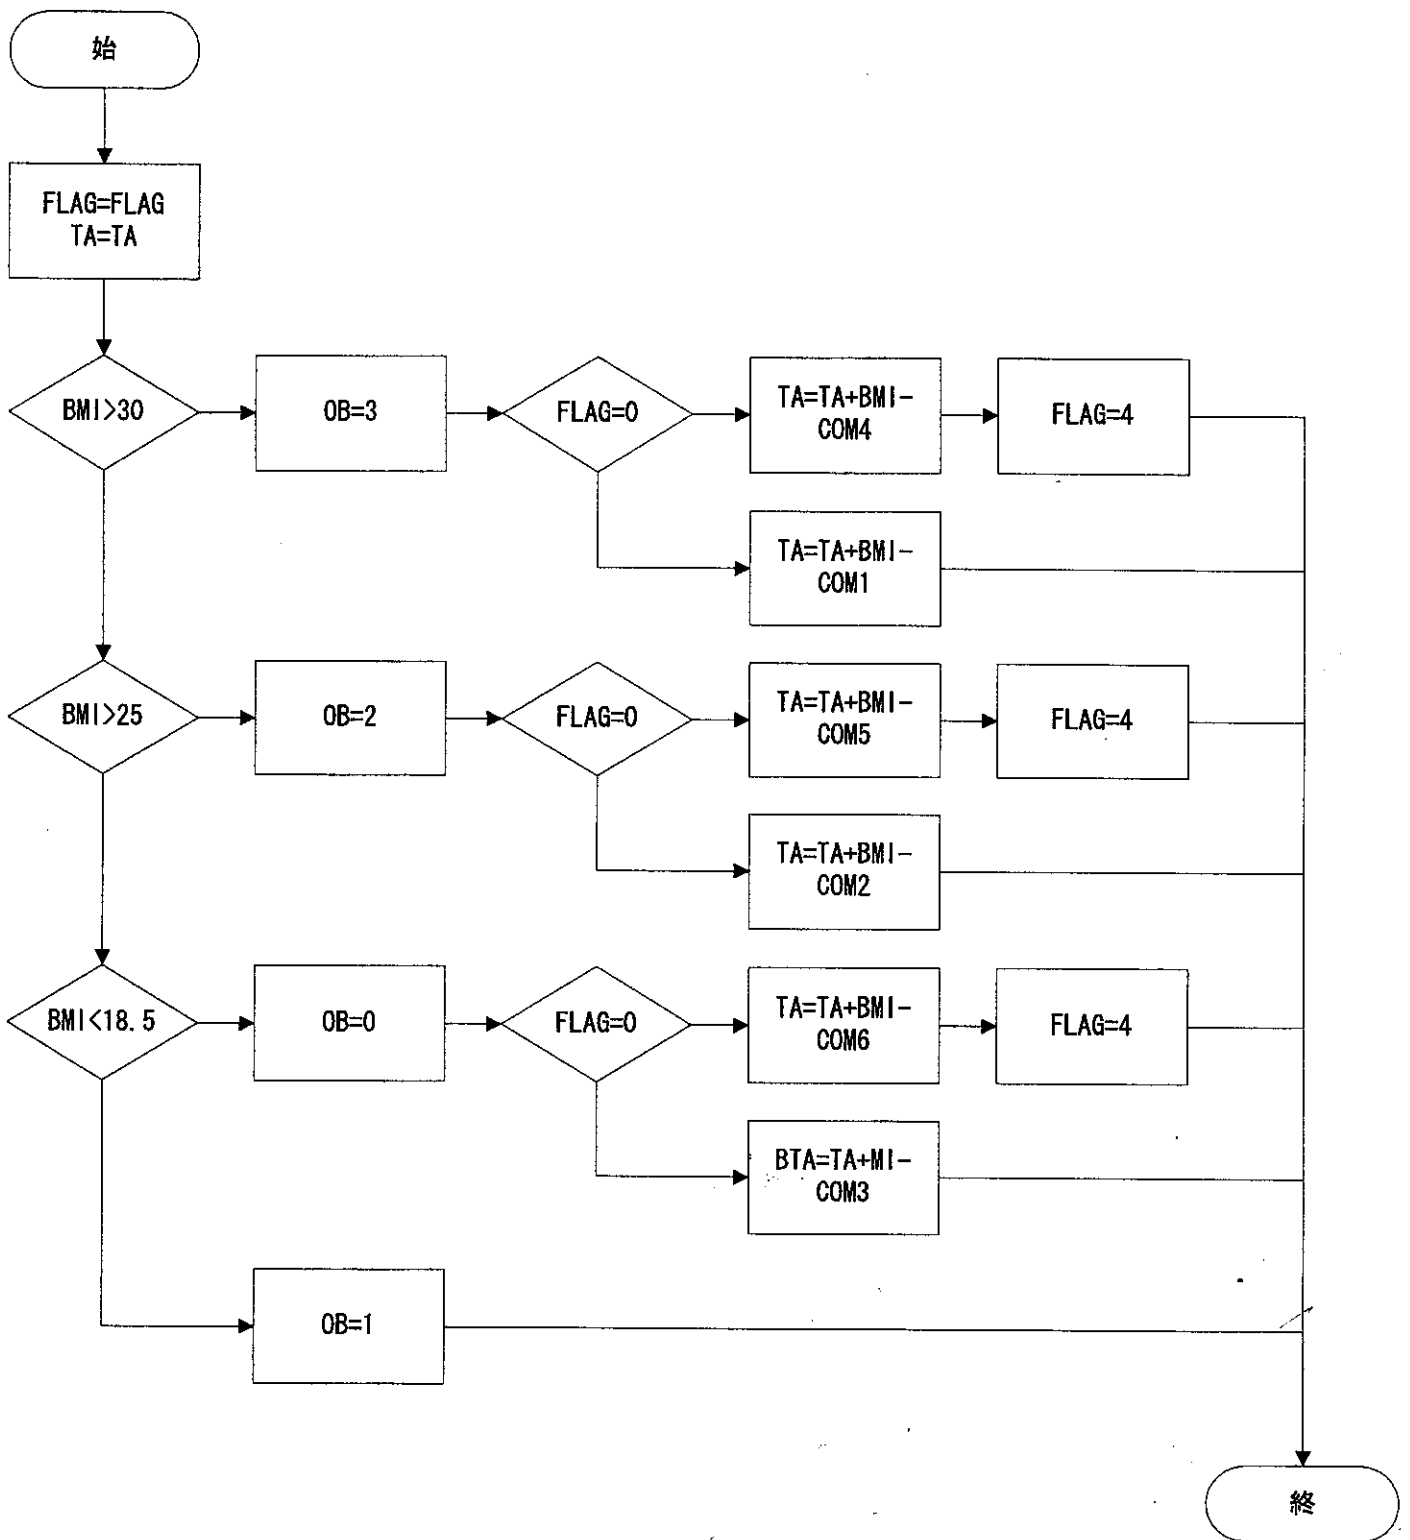 始
FLAG=FLAG
TA=TA
BMI>30
OB=3
FLAG=0
TA=TA+BMI-
COM4
FLAG=4
TA=TA+BMI-
COM1
BMI>25
OB=2
FLAG=0
TA=TA+BMI-
COM5
FLAG=4
TA=TA+BMI-
COM2
BMI<18.5
OB=0
FLAG=0
TA=TA+BMI-
COM6
FLAG=4
BTA=TA+MI-
COM3
OB=1
終